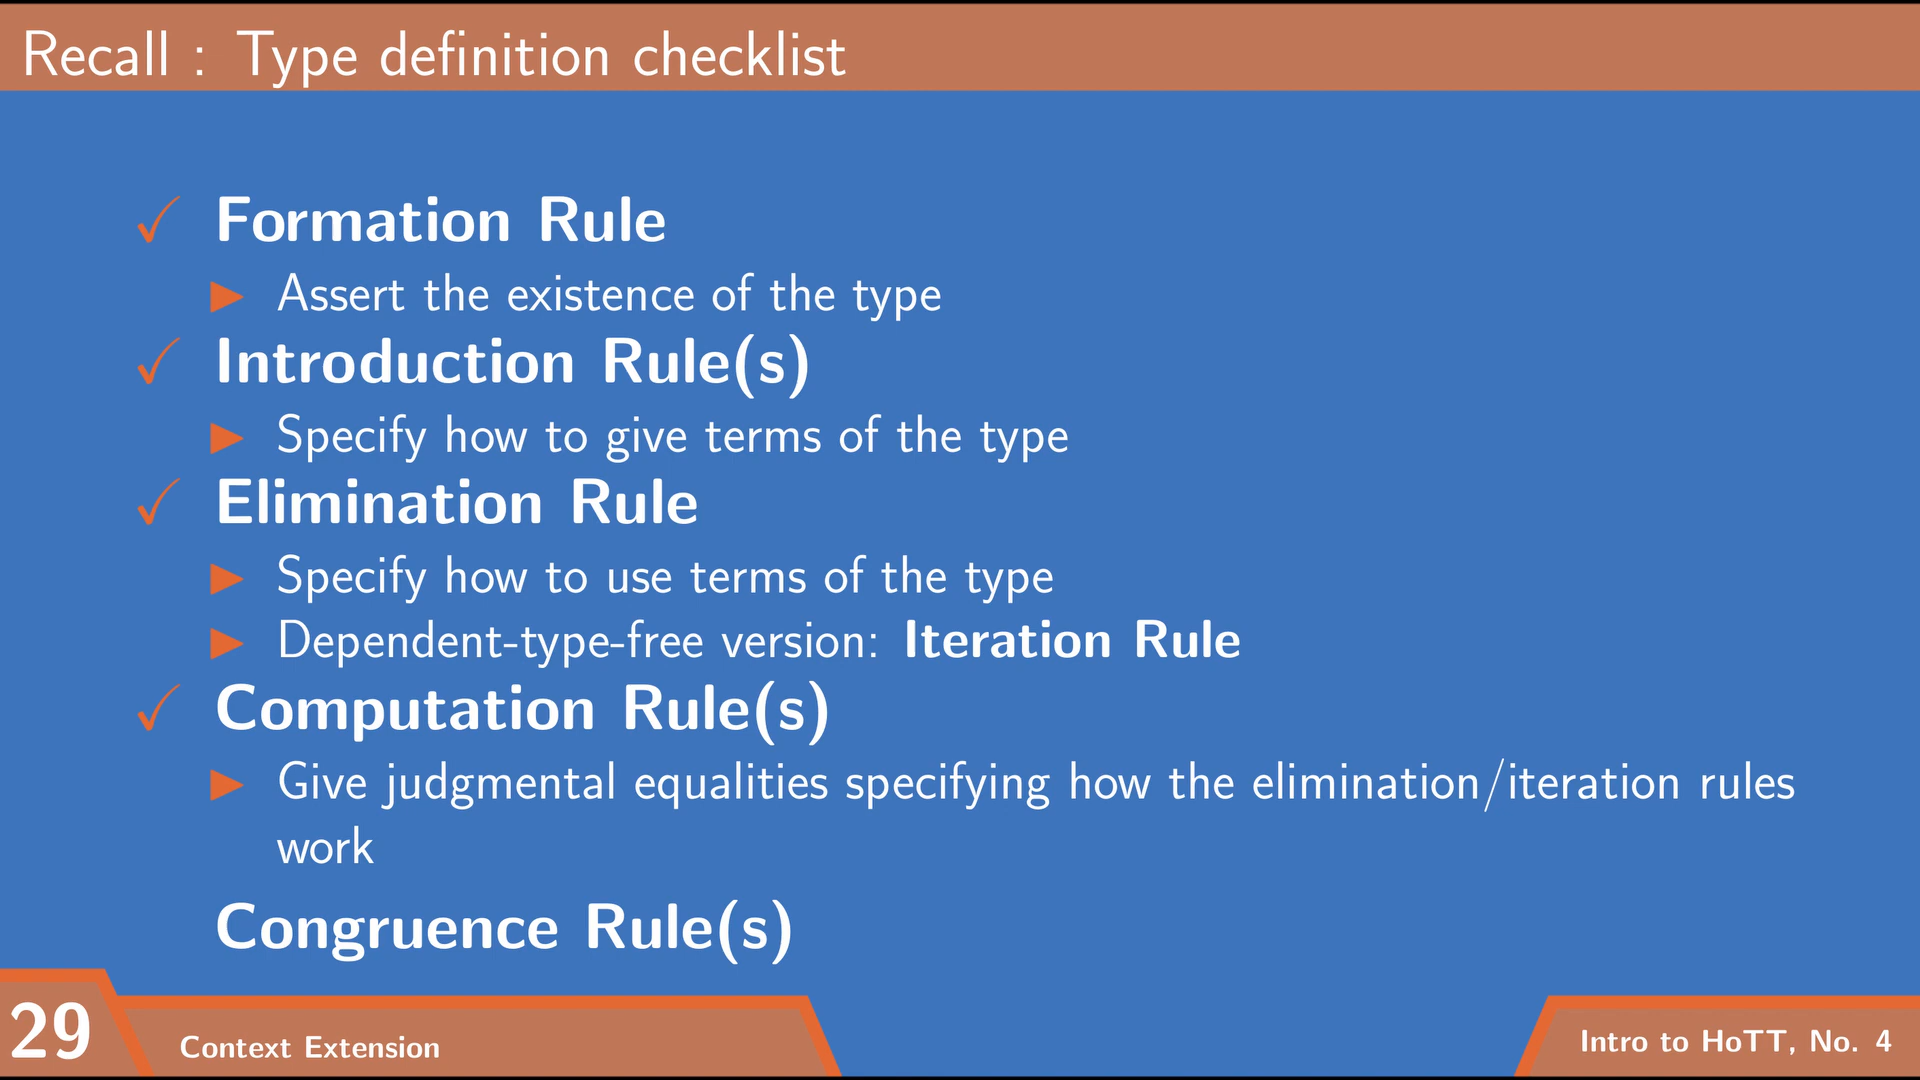 Recall : Type definition checklist
✓ Formation Rule
▶ Assert the existence of the type
✓ Introduction Rule(s)
▶ Specify how to give terms of the type
✓ Elimination Rule
▶ Specify how to use terms of the type
▶ Dependent-type-free version: Iteration Rule
✓ Computation Rule(s)
▶ Give judgmental equalities specifying how the elimination/iteration rules
work
Congruence Rule(s)
29
Context Extension
Intro to HoTT, No. 4